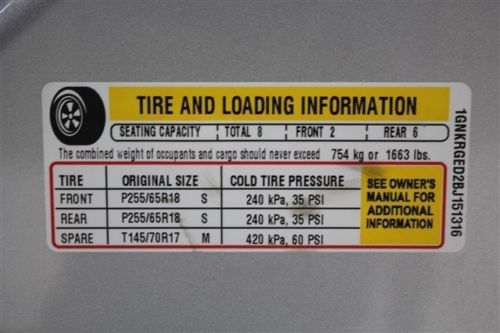 TIRE AND LOADING INFORMATION
SEATING CAPACITY TOTAL 8 FRONT 2 REAR 6
The combined weight of occupants and cargo should never exceed 754 kg or 1663 lbs.
TIRE ORIGINAL SIZE COLD TIRE PRESSURE
FRONT P255/65R18 S 240 kPa, 35 PSI
REAR P255/65R18 S 240 kPa, 35 PSI
SPARE T145/70R17 M 420 kPa, 60 PSI
SEE OWNER'S
MANUAL FOR
ADDITIONAL
INFORMATION
1GNKRGED2BJ151316